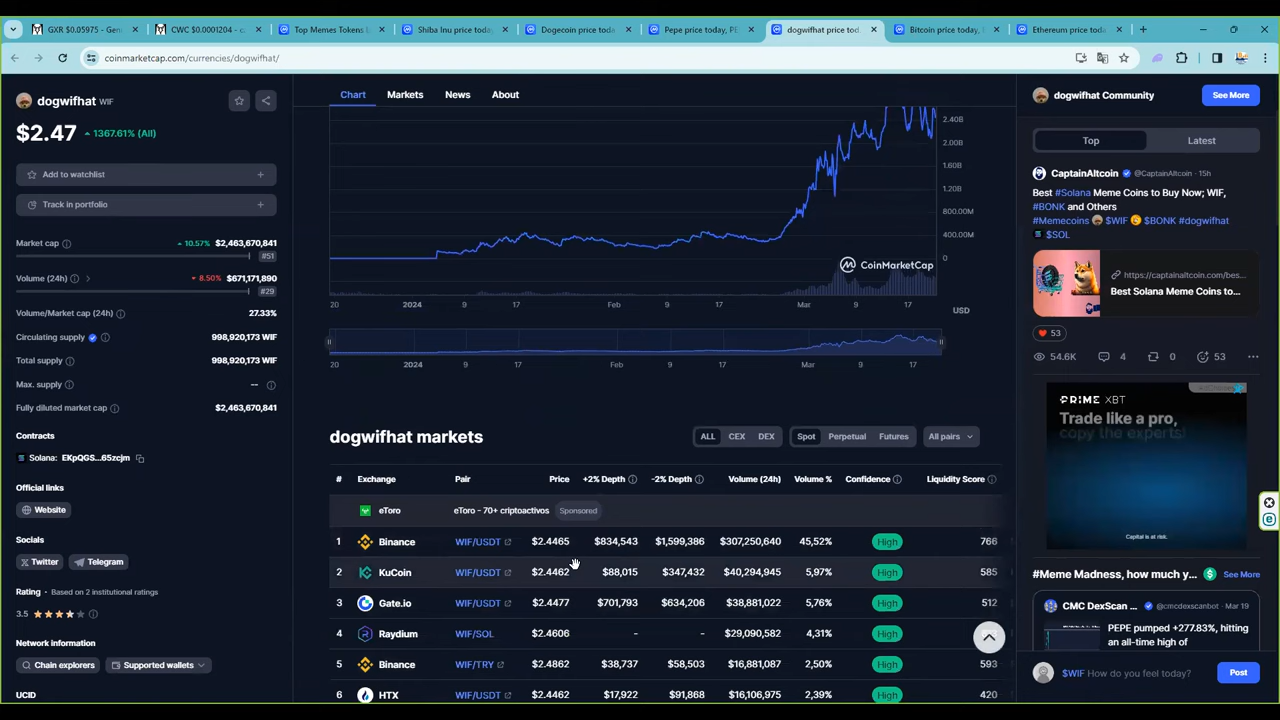 GXR $0.05975 - Gen
CWC $0.0001204 - c
Top Memes Tokens b
Shiba Inu price today,
Dogecoin price today
Pepe price today, PE
dogwifhat price tod
Bitcoin price today,
Ethereum price toda
coinmarketcap.com/currencies/dogwifhat/
dogwifhat WIF
$2.47 1367.61% (All)
Add to watchlist
Track in portfolio
Market cap 10.57% $2,463,670,841
#51
Volume (24h) 8.50% $671,171,890
#29
Volume/Market cap (24h) 27.33%
Circulating supply 998,920,173 WIF
Total supply 998,920,173 WIF
Max. supply --
Fully diluted market cap $2,463,670,841
Contracts
Solana: EKpQGS...65zcjm
Official links
Website
Socials
Twitter Telegram
Rating · Based on 2 institutional ratings
3.5
Network information
Chain explorers Supported wallets
UCID
Chart Markets News About
2.40B
2.00B
1.60B
1.20B
800.00M
400.00M
0
CoinMarketCap
20 2024 9 17 Feb 9 17 Mar 9 17
USD
20 2024 9 Feb 9 Mar 9 17
dogwifhat markets
ALL CEX DEX Spot Perpetual Futures All pairs
# Exchange Pair Price +2% Depth -2% Depth Volume (24h) Volume % Confidence Liquidity Score
eToro eToro - 70+ criptoactivos Sponsored
1 Binance WIF/USDT $2.4465 $834,543 $1,599,386 $307,250,640 45,52% High 766
2 KuCoin WIF/USDT $2.4462 $88,015 $347,432 $40,294,945 5,97% High 585
3 Gate.io WIF/USDT $2.4477 $701,793 $634,206 $38,881,022 5,76% High 512
4 Raydium WIF/SOL $2.4606 - - $29,090,582 4,31% High
5 Binance WIF/TRY $2.4862 $38,737 $58,503 $16,881,087 2,50% High 593
6 HTX WIF/USDT $2.4462 $17,922 $91,868 $16,106,975 2,39% High 420
dogwifhat Community See More
Top Latest
CaptainAltcoin @CaptainAltcoin · 15h
Best #Solana Meme Coins to Buy Now; WIF,
#BONK and Others
#Memecoins $WIF $BONK #dogwifhat
$SOL
https://captainaltcoin.com/bes...
Best Solana Meme Coins to...
53
54.6K 4 0 53 ...
PRIME XBT
Trade like a pro,
copy the experts!
Capital is at risk.
#Meme Madness, how much y... See More
CMC DexScan ... @cmcdexscanbot · Mar 19
PEPE pumped +277.83%, hitting
an all-time high of
$WIF How do you feel today? Post